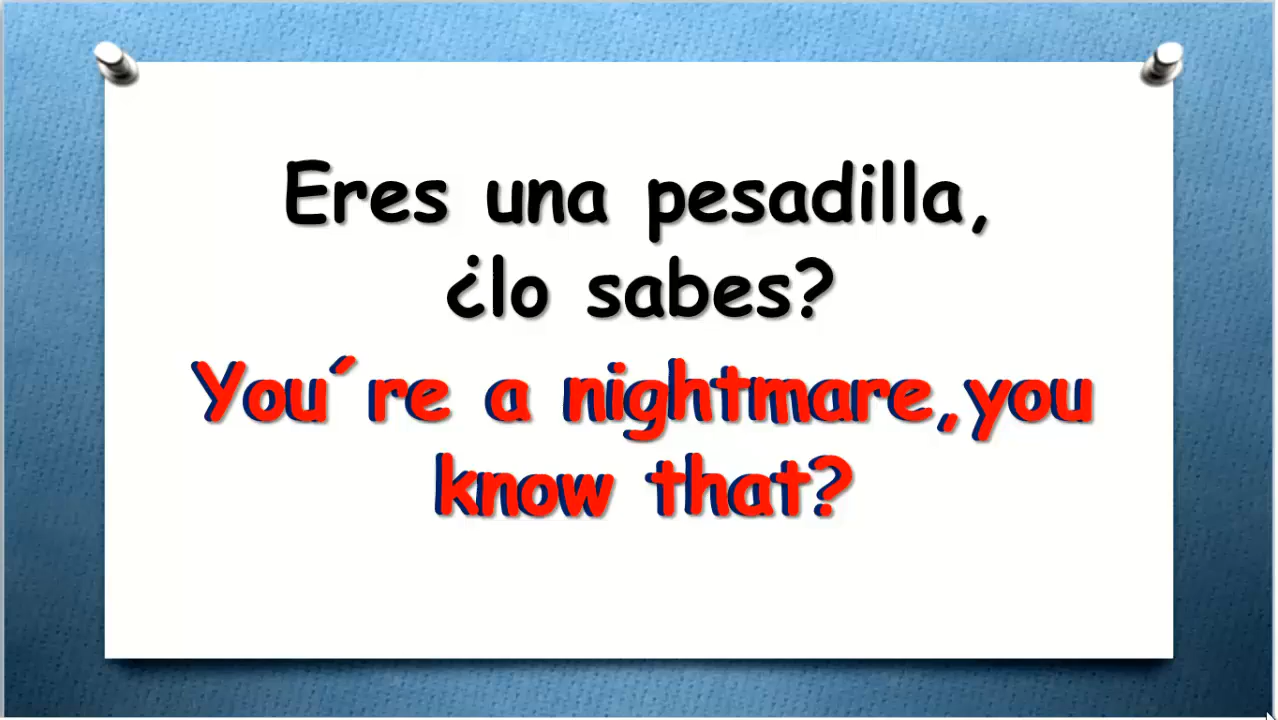 Eres una pesadilla,
¿lo sabes?
You´re a nightmare,you
know that?